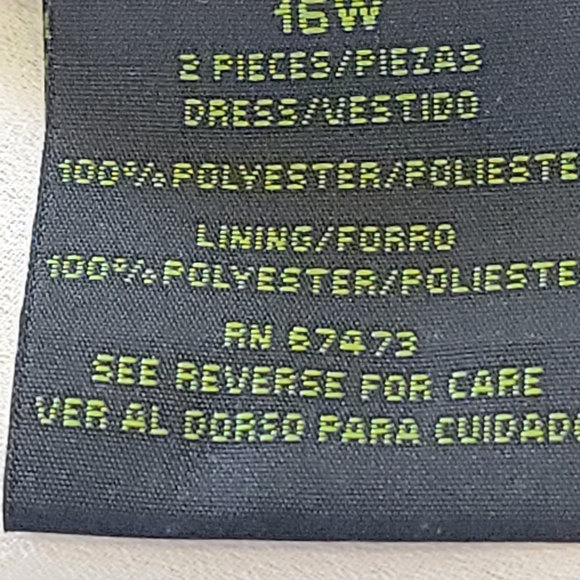 16W
2 PIECES/PIEZAS
DRESS/VESTIDO
100% POLYESTER/POLIESTE
LINING/FORRO
100% POLYESTER/POLIESTE
RN
SEE REVERSE FOR CARE
VER AL DORSO PARA CUIDADO